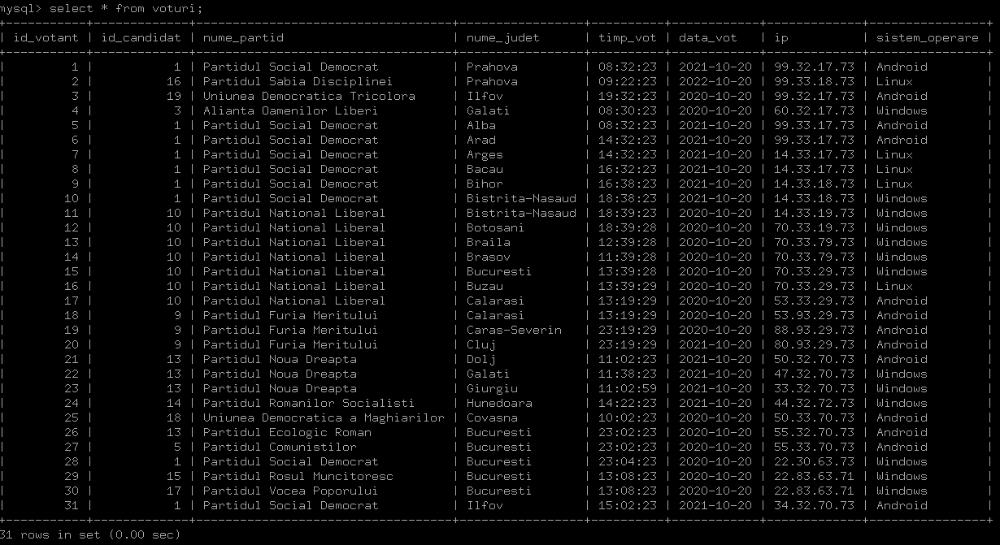 mysql> select * from voturi;
+-----------+-------------+-----------------------------------+-----------------+----------+------------+-------------+----------------+
| id_votant | id_candidat | nume_partid | nume_judet | timp_vot | data_vot | ip | sistem_operare |
+-----------+-------------+-----------------------------------+-----------------+----------+------------+-------------+----------------+
| 1 | 1 | Partidul Social Democrat | Prahova | 08:32:23 | 2021-10-20 | 99.32.17.73 | Android |
| 2 | 16 | Partidul Sabia Disciplinei | Prahova | 09:22:23 | 2022-10-20 | 99.33.18.73 | Linux |
| 3 | 19 | Uniunea Democratica Tricolora | Ilfov | 19:32:23 | 2020-10-20 | 99.32.17.73 | Android |
| 4 | 3 | Alianta Oamenilor Liberi | Galati | 08:30:23 | 2020-10-20 | 60.32.17.73 | Windows |
| 5 | 1 | Partidul Social Democrat | Alba | 08:32:23 | 2021-10-20 | 99.33.17.73 | Android |
| 6 | 1 | Partidul Social Democrat | Arad | 14:32:23 | 2021-10-20 | 99.33.17.73 | Android |
| 7 | 1 | Partidul Social Democrat | Arges | 14:32:23 | 2021-10-20 | 14.33.17.73 | Linux |
| 8 | 1 | Partidul Social Democrat | Bacau | 16:32:23 | 2021-10-20 | 14.33.17.73 | Linux |
| 9 | 1 | Partidul Social Democrat | Bihor | 16:38:23 | 2021-10-20 | 14.33.18.73 | Linux |
| 10 | 1 | Partidul Social Democrat | Bistrita-Nasaud | 18:38:23 | 2021-10-20 | 14.33.18.73 | Windows |
| 11 | 10 | Partidul National Liberal | Bistrita-Nasaud | 18:39:23 | 2020-10-20 | 14.33.19.73 | Windows |
| 12 | 10 | Partidul National Liberal | Botosani | 18:39:28 | 2020-10-20 | 70.33.19.73 | Windows |
| 13 | 10 | Partidul National Liberal | Braila | 12:39:28 | 2020-10-20 | 70.33.79.73 | Windows |
| 14 | 10 | Partidul National Liberal | Brasov | 11:39:28 | 2020-10-20 | 70.33.79.73 | Windows |
| 15 | 10 | Partidul National Liberal | Bucuresti | 13:39:28 | 2020-10-20 | 70.33.29.73 | Windows |
| 16 | 10 | Partidul National Liberal | Buzau | 13:39:29 | 2020-10-20 | 70.33.29.73 | Linux |
| 17 | 10 | Partidul National Liberal | Calarasi | 13:19:29 | 2020-10-20 | 53.33.29.73 | Android |
| 18 | 9 | Partidul Furia Meritului | Calarasi | 13:19:29 | 2020-10-20 | 53.93.29.73 | Android |
| 19 | 9 | Partidul Furia Meritului | Caras-Severin | 23:19:29 | 2020-10-20 | 88.93.29.73 | Android |
| 20 | 9 | Partidul Furia Meritului | Cluj | 23:19:29 | 2021-10-20 | 80.93.29.73 | Android |
| 21 | 13 | Partidul Noua Dreapta | Dolj | 11:02:23 | 2021-10-20 | 50.32.70.73 | Android |
| 22 | 13 | Partidul Noua Dreapta | Galati | 11:38:23 | 2021-10-20 | 47.32.70.73 | Windows |
| 23 | 13 | Partidul Noua Dreapta | Giurgiu | 11:02:59 | 2021-10-20 | 33.32.70.73 | Windows |
| 24 | 14 | Partidul Romanilor Socialisti | Hunedoara | 14:22:23 | 2021-10-20 | 44.32.72.73 | Windows |
| 25 | 18 | Uniunea Democratica a Maghiarilor | Covasna | 10:02:23 | 2021-10-20 | 50.33.70.73 | Android |
| 26 | 13 | Partidul Ecologic Roman | Bucuresti | 23:02:23 | 2021-10-20 | 55.32.70.73 | Android |
| 27 | 5 | Partidul Comunistilor | Bucuresti | 23:02:23 | 2020-10-20 | 55.33.70.73 | Android |
| 28 | 1 | Partidul Social Democrat | Bucuresti | 23:04:23 | 2020-10-20 | 22.30.63.73 | Windows |
| 29 | 15 | Partidul Rosul Muncitoresc | Bucuresti | 13:08:23 | 2020-10-20 | 22.83.63.71 | Windows |
| 30 | 17 | Partidul Vocea Poporului | Bucuresti | 13:08:23 | 2020-10-20 | 22.83.63.71 | Windows |
| 31 | 1 | Partidul Social Democrat | Ilfov | 15:02:23 | 2020-10-20 | 34.32.70.73 | Android |
+-----------+-------------+-----------------------------------+-----------------+----------+------------+-------------+----------------+
31 rows in set (0.00 sec)